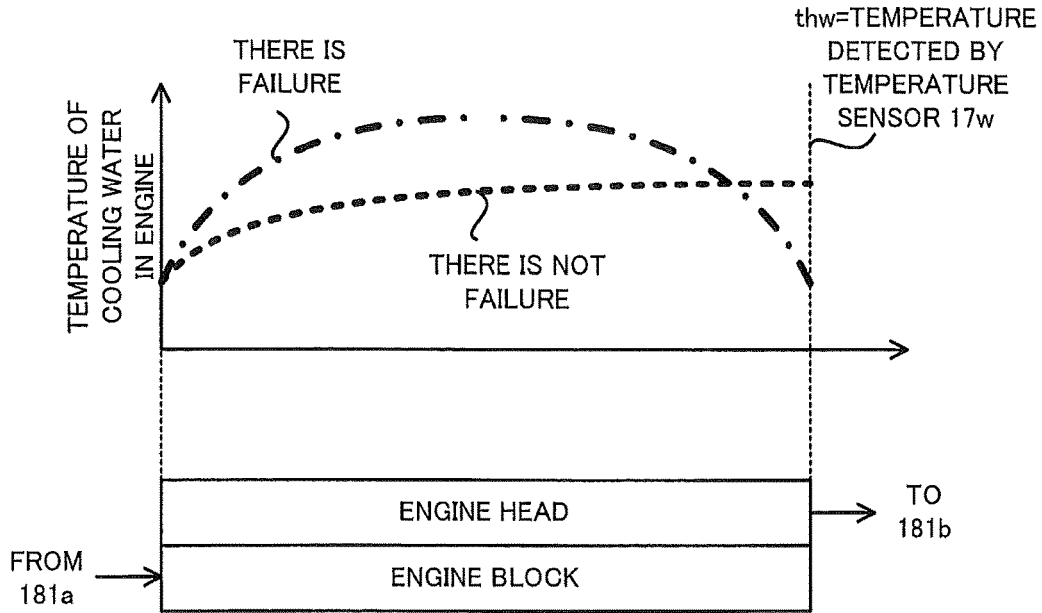 thw=TEMPERATURE
DETECTED BY
TEMPERATURE
SENSOR 17w
THERE IS
FAILURE
TEMPERATURE OF
COOLING WATER
IN ENGINE
THERE IS NOT
FAILURE
ENGINE HEAD
TO
181b
FROM
181a
ENGINE BLOCK